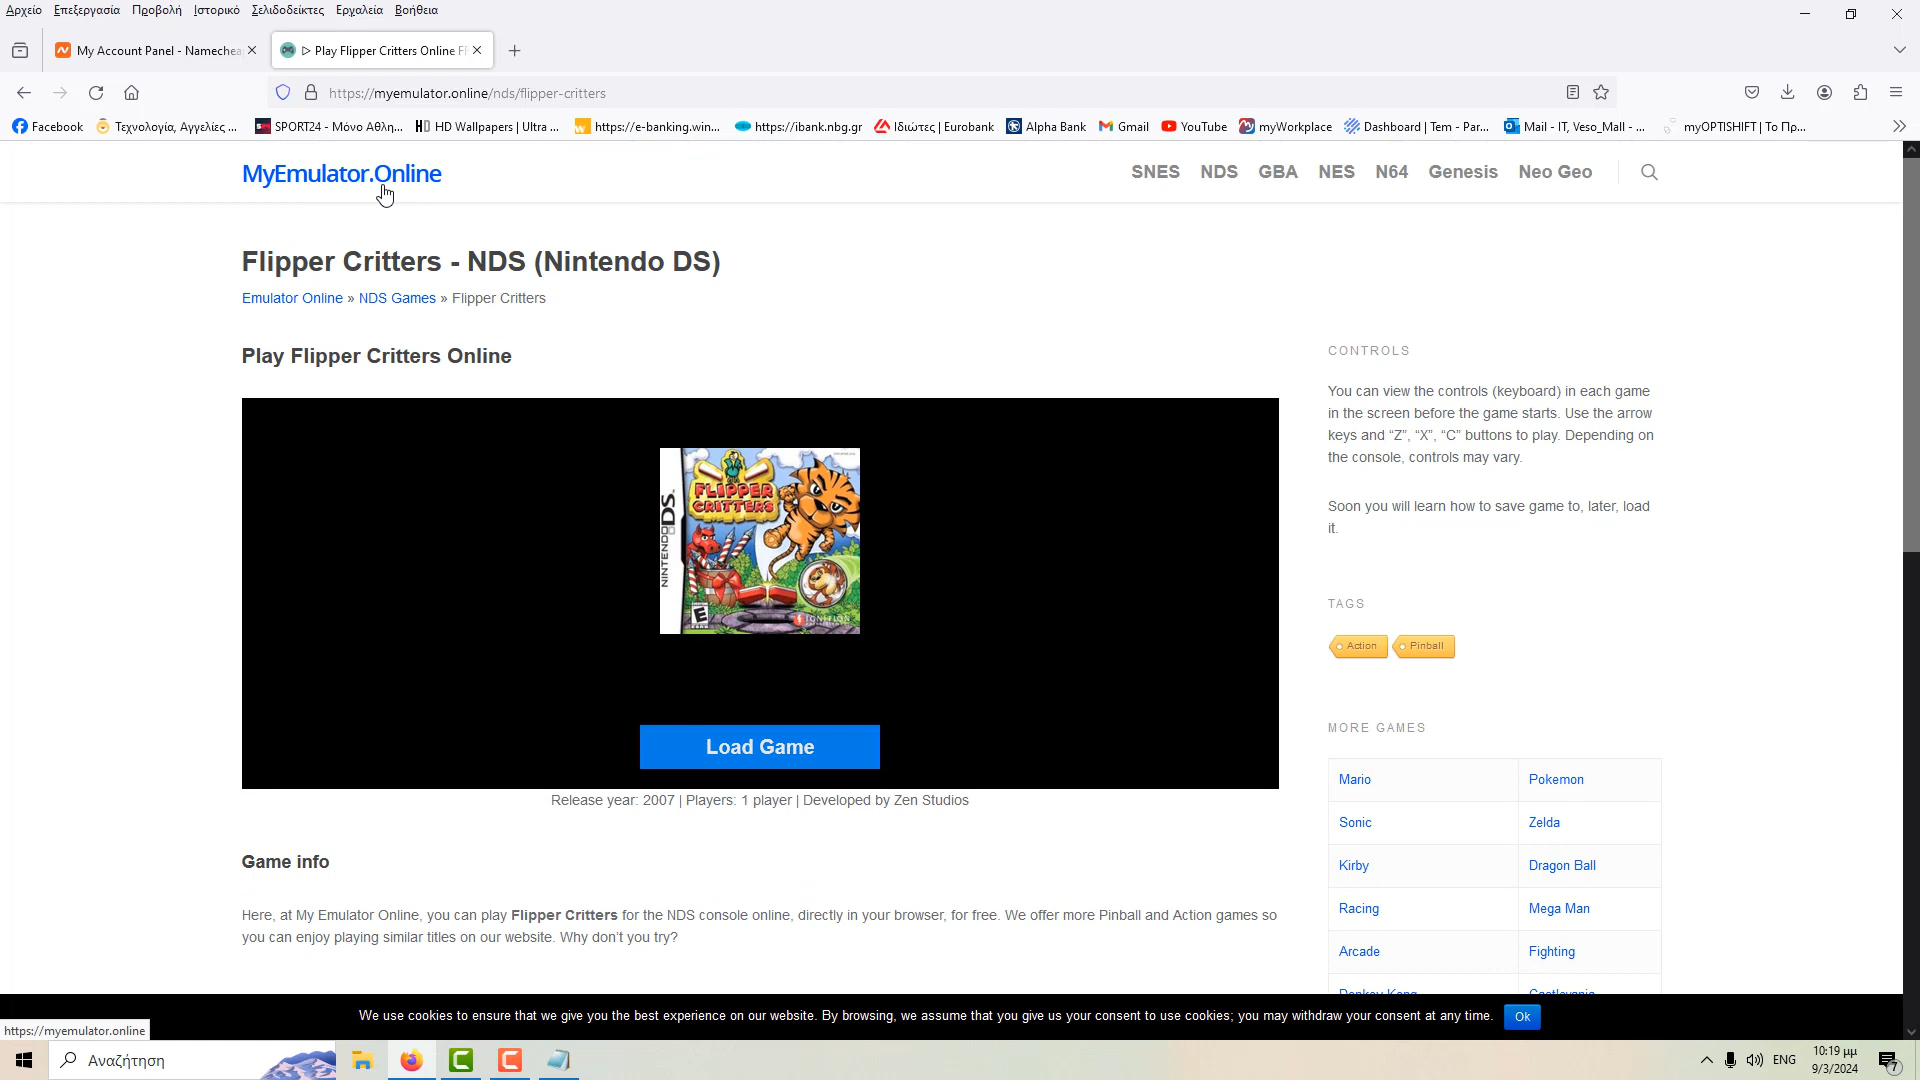 Αρχείο Επεξεργασία Προβολή Ιστορικό Σελιδοδείκτες Εργαλεία Βοήθεια
My Account Panel - Namechea
▷ Play Flipper Critters Online F
https://myemulator.online/nds/flipper-critters
Facebook Τεχνολογία, Αγγελίες ... SPORT24 - Μόνο Αθλη... HD Wallpapers | Ultra ... https://e-banking.win... https://ibank.nbg.gr Ιδιώτες | Eurobank Alpha Bank Gmail YouTube myWorkplace Dashboard | Tem - Par... Mail - IT, Veso_Mall - ... myOPTISHIFT | Το Πρ...
MyEmulator.Online
SNES NDS GBA NES N64 Genesis Neo Geo
Flipper Critters - NDS (Nintendo DS)
Emulator Online » NDS Games » Flipper Critters
Play Flipper Critters Online
NINTENDO DS
FLIPPER
CRITTERS
E
IGNITION
Load Game
Release year: 2007 | Players: 1 player | Developed by Zen Studios
Game info
Here, at My Emulator Online, you can play Flipper Critters for the NDS console online, directly in your browser, for free. We offer more Pinball and Action games so
you can enjoy playing similar titles on our website. Why don't you try?
CONTROLS
You can view the controls (keyboard) in each game
in the screen before the game starts. Use the arrow
keys and “Z”, “X”, “C” buttons to play. Depending on
the console, controls may vary.
Soon you will learn how to save game to, later, load
it.
TAGS
Action Pinball
MORE GAMES
Mario Pokemon
Sonic Zelda
Kirby Dragon Ball
Racing Mega Man
Arcade Fighting
Donkey Kong Castlevania
We use cookies to ensure that we give you the best experience on our website. By browsing, we assume that you give us your consent to use cookies; you may withdraw your consent at any time. Ok
https://myemulator.online
Αναζήτηση
ENG
10:19 μμ
9/3/2024
7